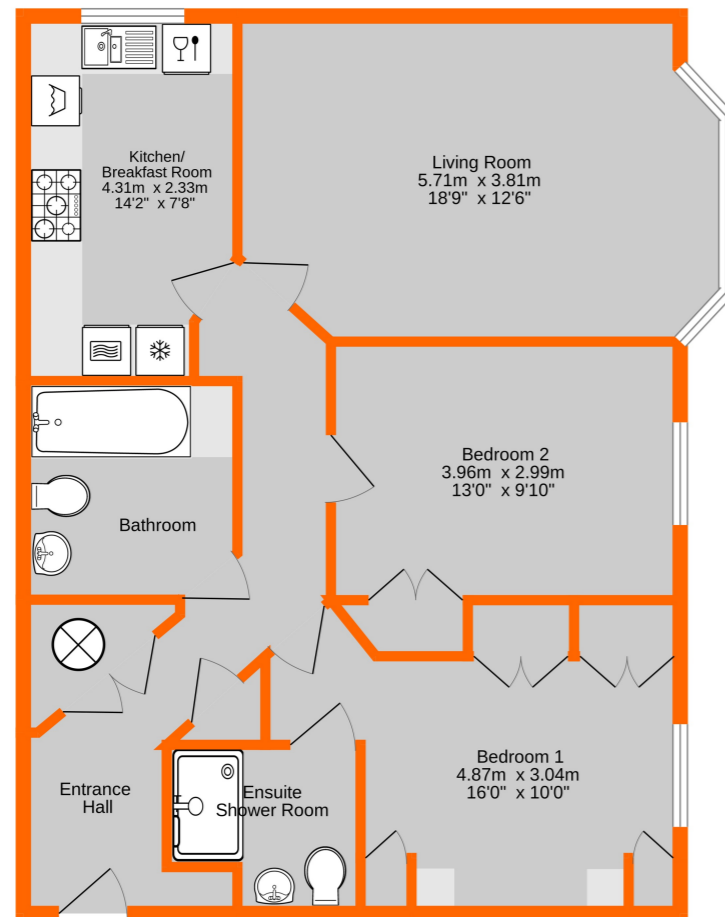 Kitchen/
Breakfast Room
4.31m x 2.33m
14'2" x 7'8"
Living Room
5.71m x 3.81m
18'9" x 12'6"
Bedroom 2
3.96m x 2.99m
13'0" x 9'10"
Bathroom
Bedroom 1
4.87m x 3.04m
16'0" x 10'0"
Entrance
Hall
Ensuite
Shower Room